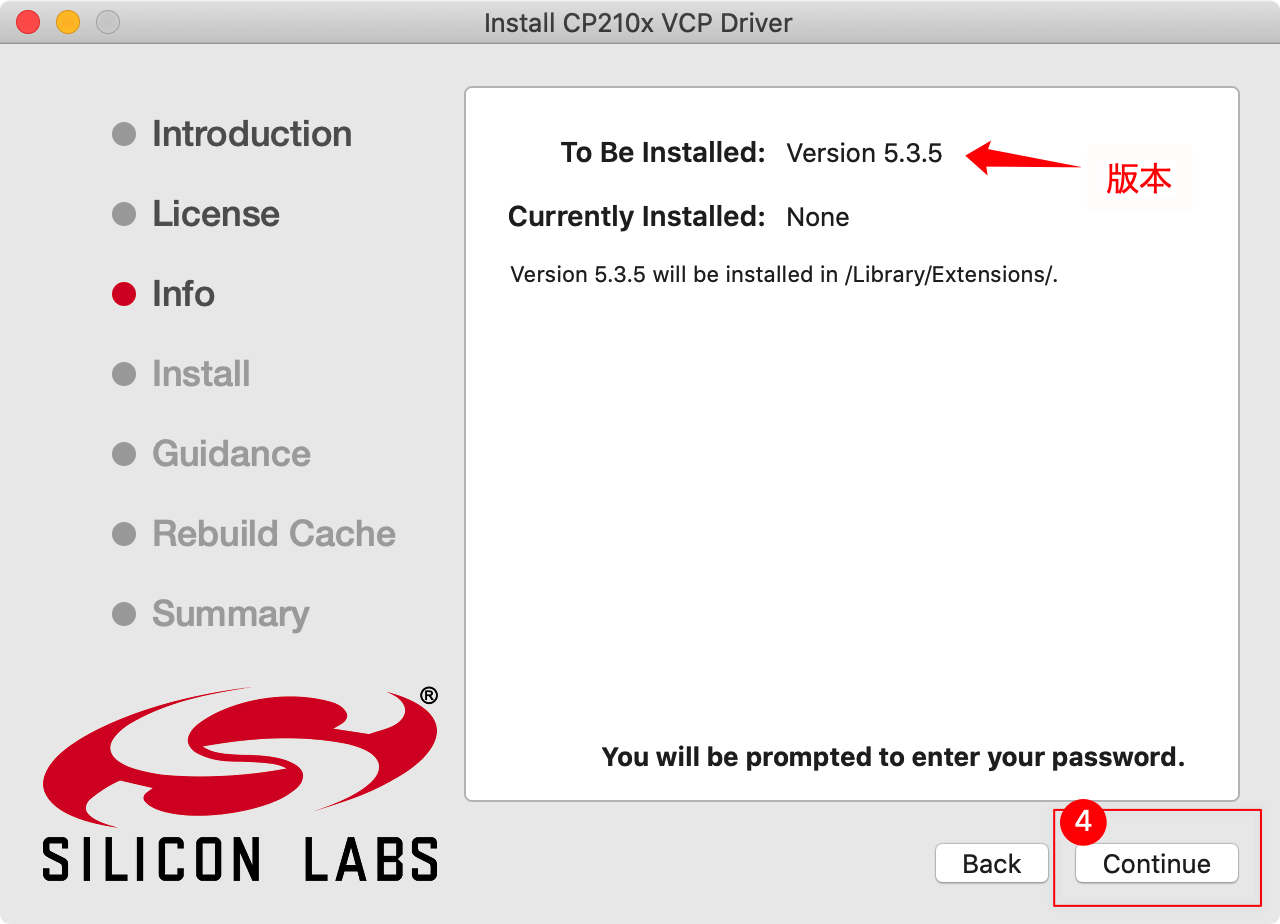 Install CP210x VCP Driver
Introduction
License
Info
Install
Guidance
Rebuild Cache
Summary
To Be Installed: Version 5.3.5
版本
Currently Installed: None
Version 5.3.5 will be installed in /Library/Extensions/.
You will be prompted to enter your password.
®
SILICON LABS
4
Back
Continue